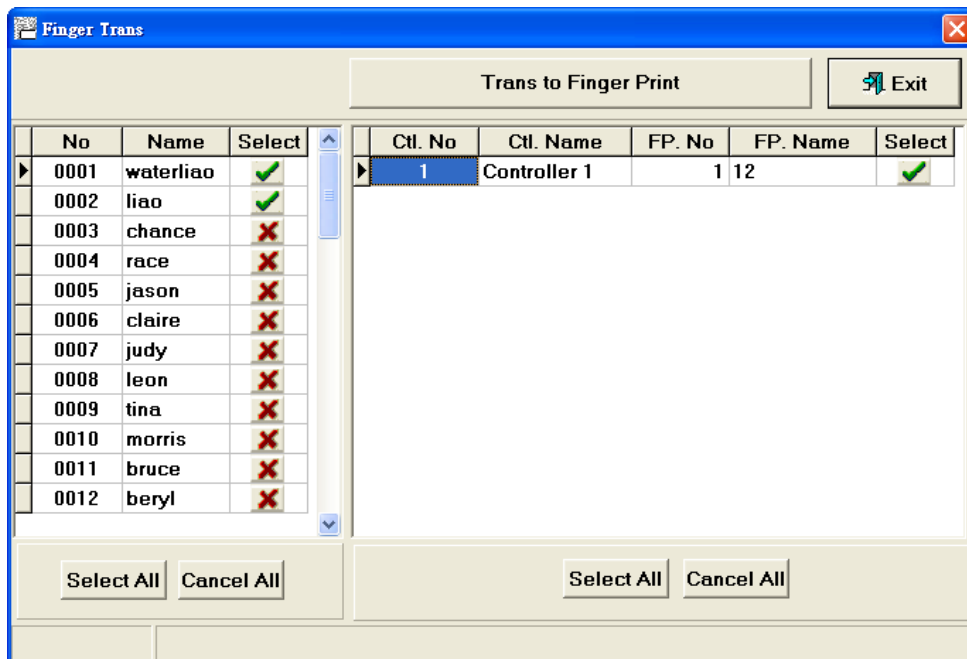 Finger Trans
Trans to Finger Print
Exit
No Name Select
0001 waterliao
0002 liao
0003 chance
0004 race
0005 jason
0006 claire
0007 judy
0008 leon
0009 tina
0010 morris
0011 bruce
0012 beryl
Select All Cancel All
Ctl. No Ctl. Name FP. No FP. Name Select
1 Controller 1 1 12
Select All Cancel All